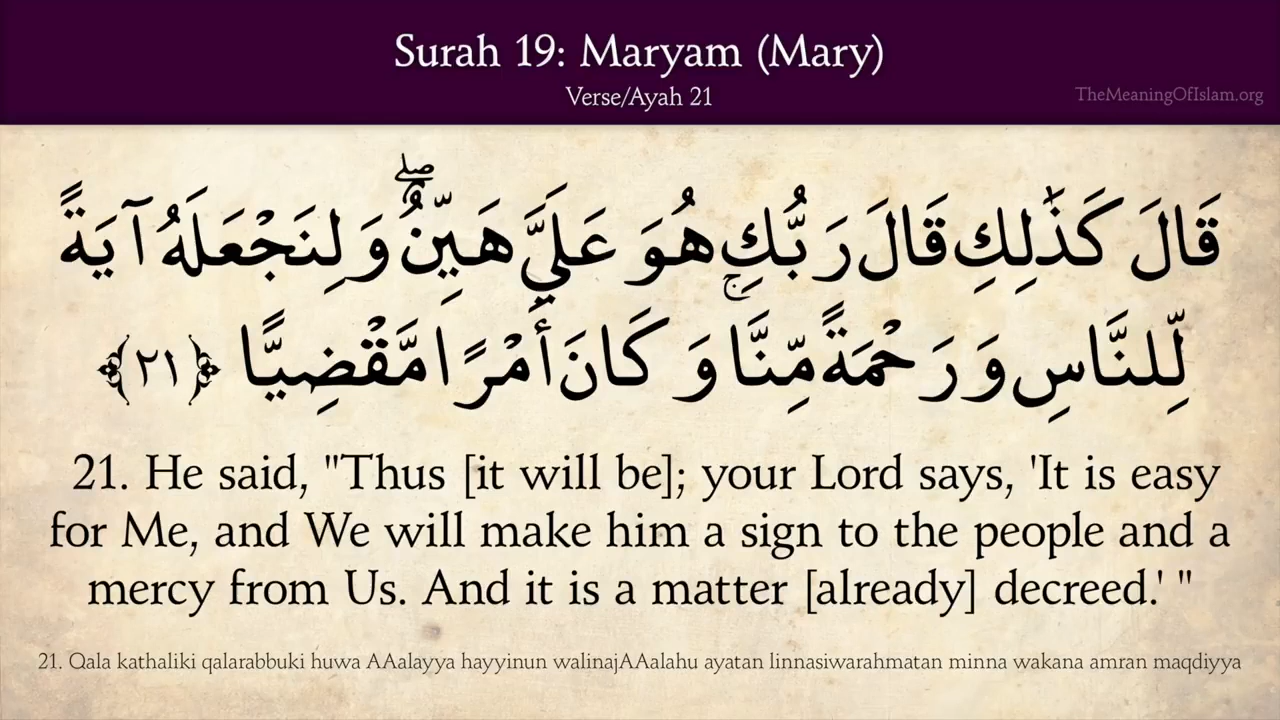 Surah 19: Maryam (Mary)
Verse/Ayah 21
TheMeaningOfIslam.org
قَالَ كَذَٰلِكِ قَالَ رَبُّكِ هُوَ عَلَيَّ هَيِّنٌ ۖ وَلِنَجْعَلَهُ آيَةً
لِّلنَّاسِ وَرَحْمَةً مِّنَّا ۚ وَكَانَ أَمْرًا مَّقْضِيًّا ﴿٢١﴾
21. He said, "Thus [it will be]; your Lord says, 'It is easy
for Me, and We will make him a sign to the people and a
mercy from Us. And it is a matter [already] decreed.' "
21. Qala kathaliki qalarabbuki huwa AAalayya hayyinun walinajAAalahu ayatan linnasiwarahmatan minna wakana amran maqdiyya